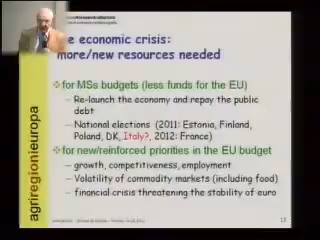 e economic crisis:
more/new resources needed
for MSs budgets (less funds for the EU)
– Re-launch the economy and repay the public
debt
– National elections (2011: Estonia, Finland,
Poland, DK, Italy?, 2012: France)
for new/reinforced priorities in the EU budget
– growth, competitiveness, employment
– Volatility of commodity markets (including food)
– financial crisis threatening the stability of euro
agriregionieuropa